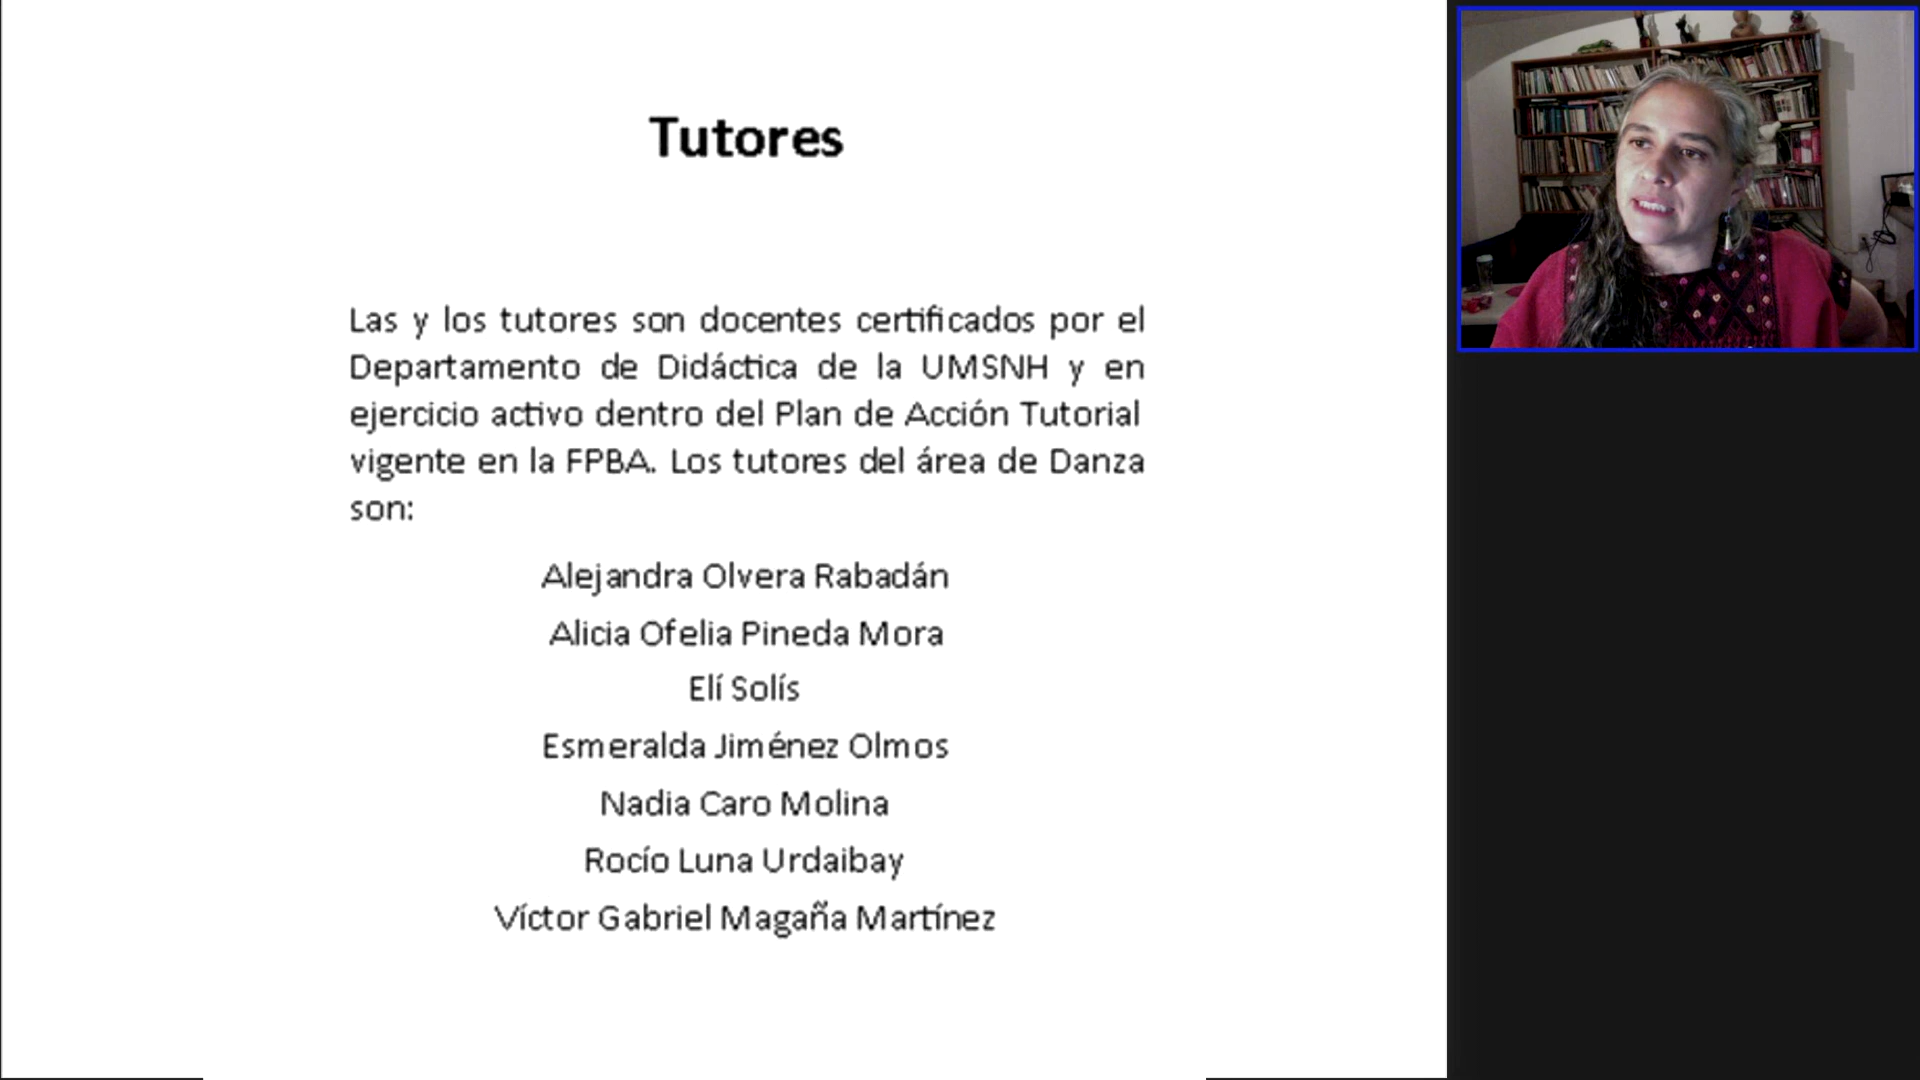 Tutores
Las y los tutores son docentes certificados por el
Departamento de Didáctica de la UMSNH y en
ejercicio activo dentro del Plan de Acción Tutorial
vigente en la FPBA. Los tutores del área de Danza
son:
Alejandra Olvera Rabadán
Alicia Ofelia Pineda Mora
Elí Solís
Esmeralda Jiménez Olmos
Nadia Caro Molina
Rocío Luna Urdaibay
Víctor Gabriel Magaña Martínez